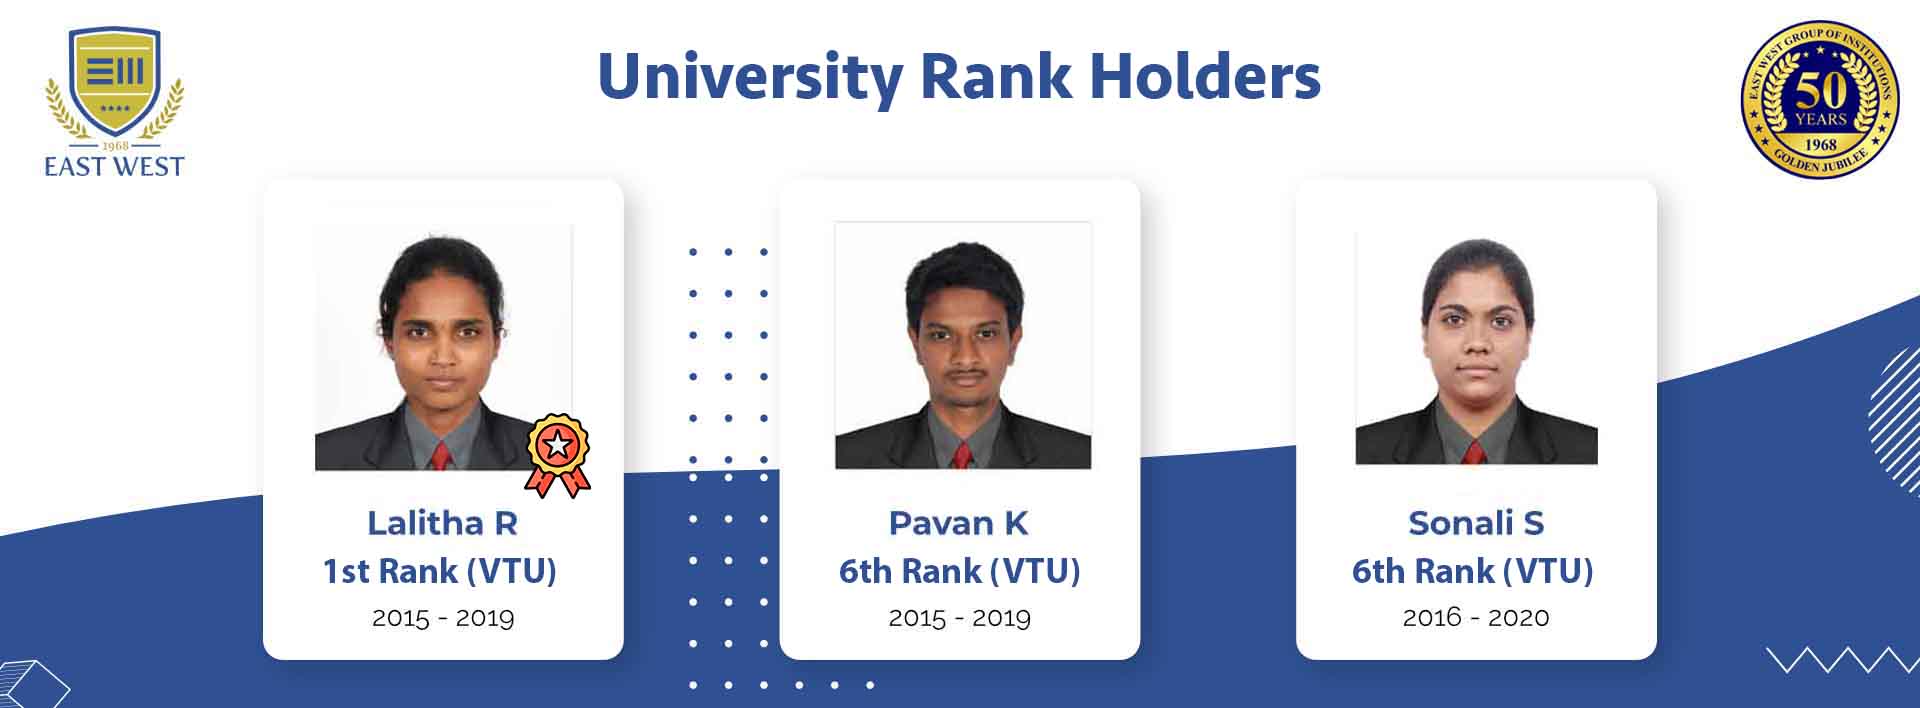 University Rank Holders
1968
EAST WEST
EAST WEST GROUP OF INSTITUTIONS
50
YEARS
1968
GOLDEN JUBILEE
Lalitha R
1st Rank (VTU)
2015 - 2019
Pavan K
6th Rank (VTU)
2015 - 2019
Sonali S
6th Rank (VTU)
2016 - 2020